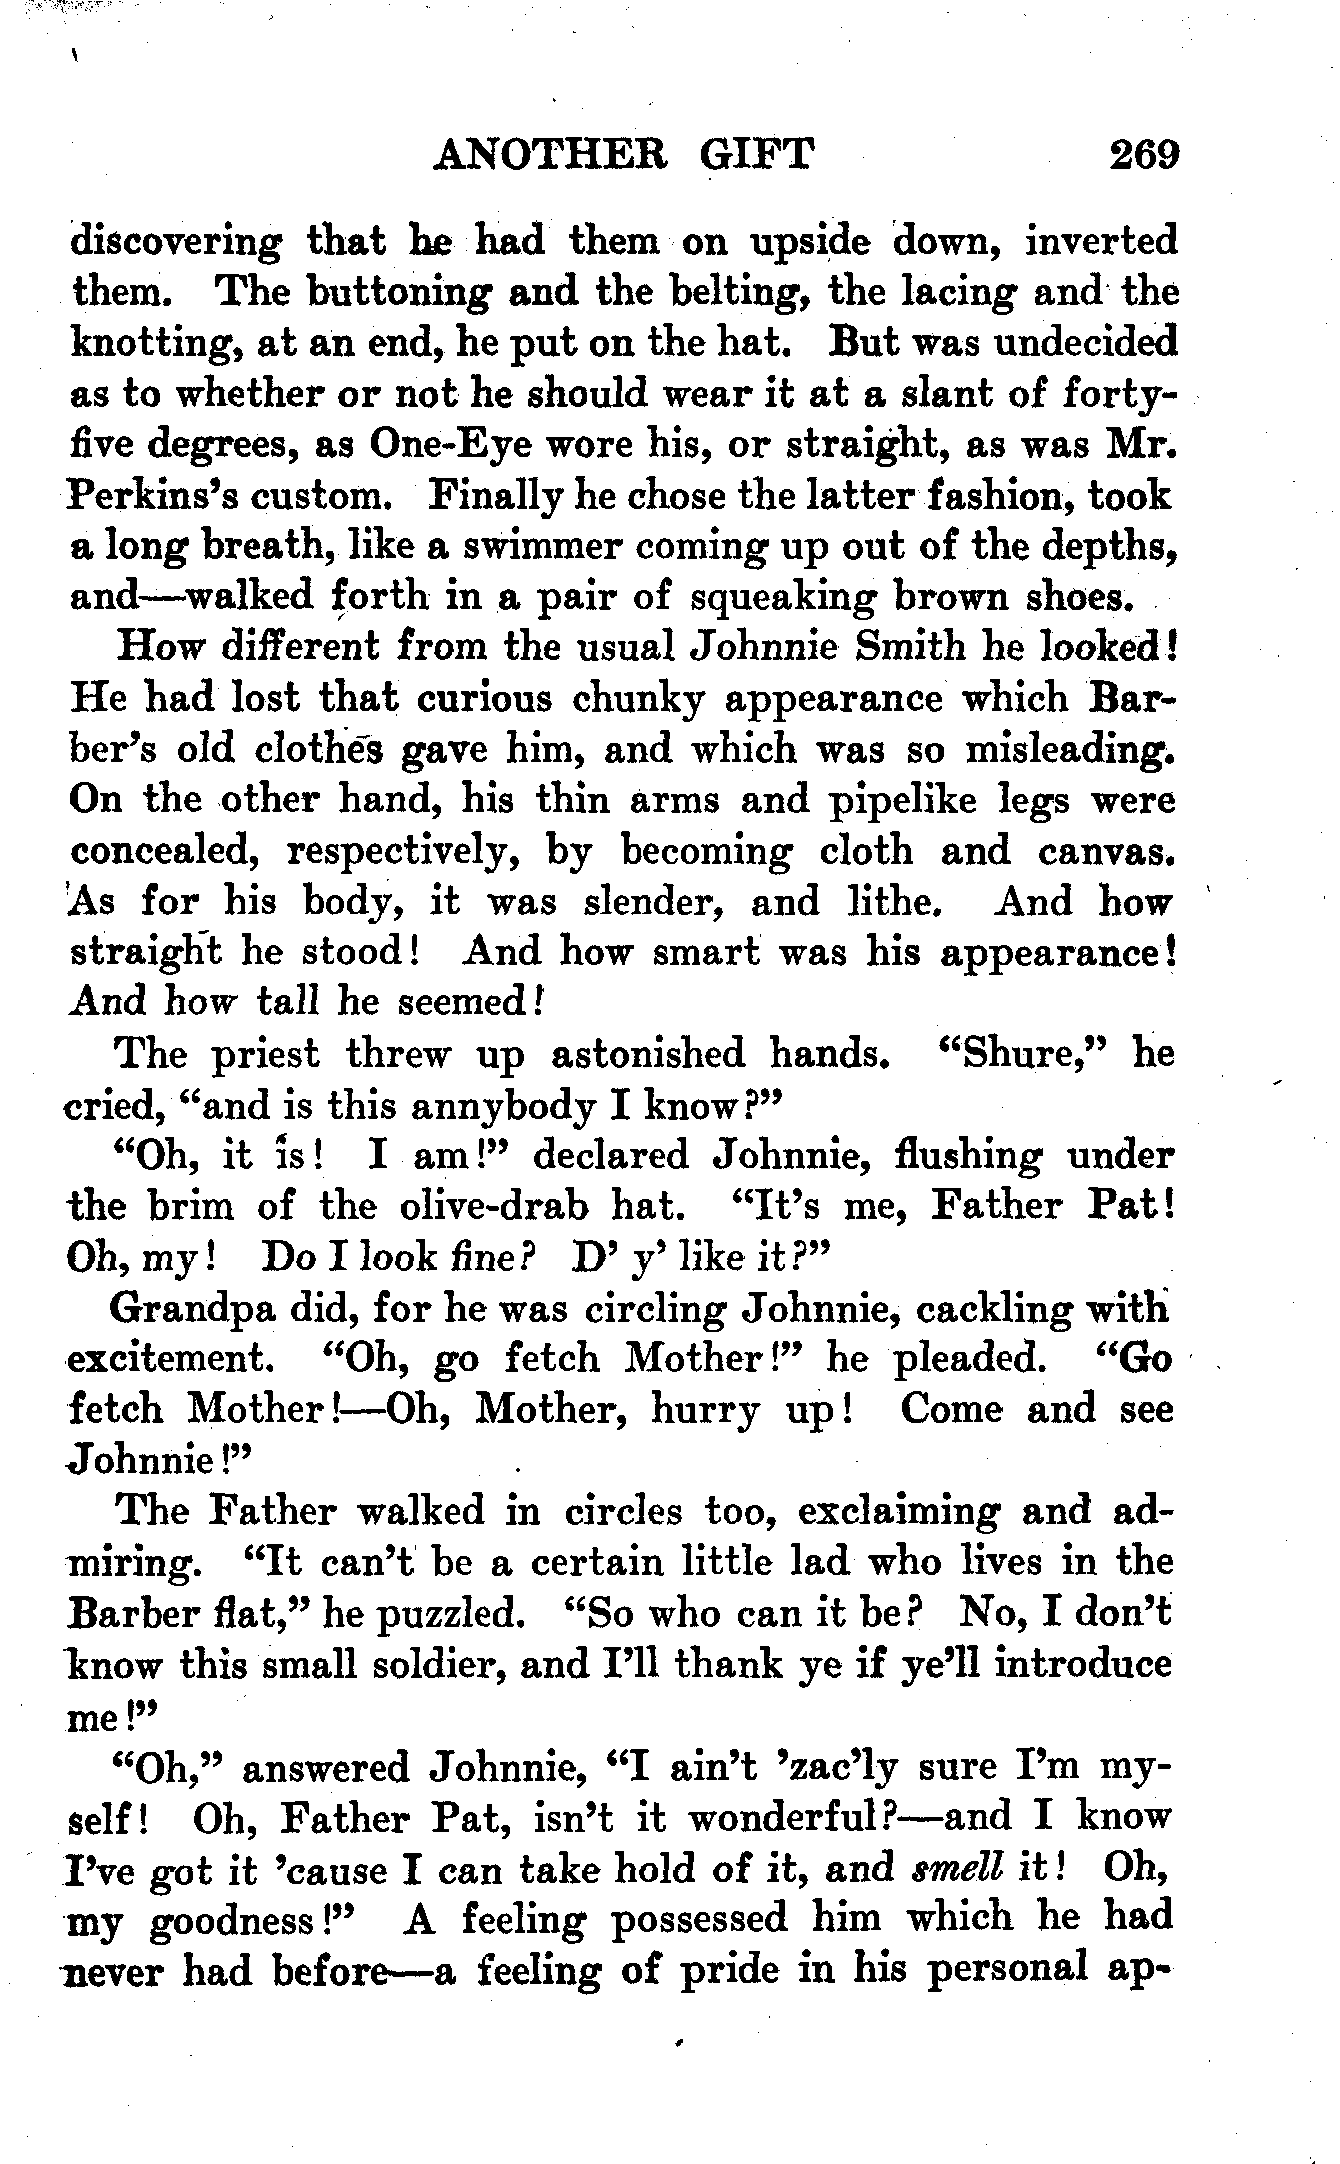 ANOTHER GIFT 269
discovering that he had them on upside down, inverted
them. The buttoning and the belting, the lacing and the
knotting, at an end, he put on the hat. But was undecided
as to whether or not he should wear it at a slant of forty-
five degrees, as One-Eye wore his, or straight, as was Mr.
Perkins's custom. Finally he chose the latter fashion, took
a long breath, like a swimmer coming up out of the depths,
and—walked forth in a pair of squeaking brown shoes.
How different from the usual Johnnie Smith he looked!
He had lost that curious chunky appearance which Bar-
ber's old clothes gave him, and which was so misleading.
On the other hand, his thin arms and pipelike legs were
concealed, respectively, by becoming cloth and canvas.
As for his body, it was slender, and lithe. And how
straight he stood! And how smart was his appearance!
And how tall he seemed!
The priest threw up astonished hands. “Shure,” he
cried, “and is this annybody I know?”
“Oh, it is! I am!” declared Johnnie, flushing under
the brim of the olive-drab hat. “It's me, Father Pat!
Oh, my! Do I look fine? D' y' like it?”
Grandpa did, for he was circling Johnnie, cackling with
excitement. “Oh, go fetch Mother!” he pleaded. “Go
fetch Mother!—Oh, Mother, hurry up! Come and see
Johnnie!”
The Father walked in circles too, exclaiming and ad-
miring. “It can't be a certain little lad who lives in the
Barber flat,” he puzzled. “So who can it be? No, I don't
know this small soldier, and I'll thank ye if ye'll introduce
me!”
“Oh,” answered Johnnie, “I ain't 'zac'ly sure I'm my-
self! Oh, Father Pat, isn't it wonderful?—and I know
I've got it 'cause I can take hold of it, and smell it! Oh,
my goodness!” A feeling possessed him which he had
never had before—a feeling of pride in his personal ap-